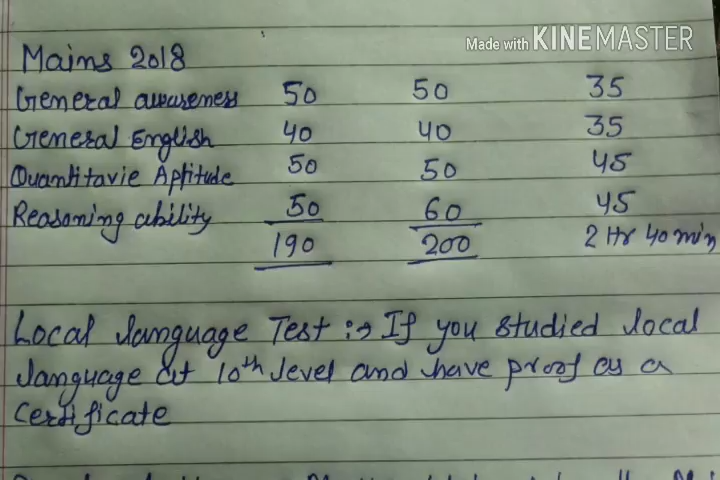 Made with KINEMASTER
Mains 2018
General awareness 50 50 35
General English 40 40 35
Quantitavie Aptitude 50 50 45
Reasoning ability 50 60 45
190 200 2 Hr 40 min
Local language Test :→ If you studied local
language at 10th level and have proof as a
certificate